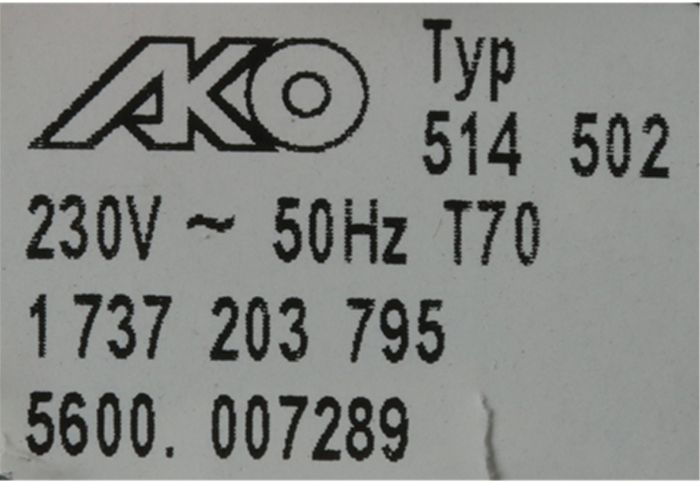 AKO
Typ
514 502
230V ~ 50Hz T70
1 737 203 795
5600. 007289